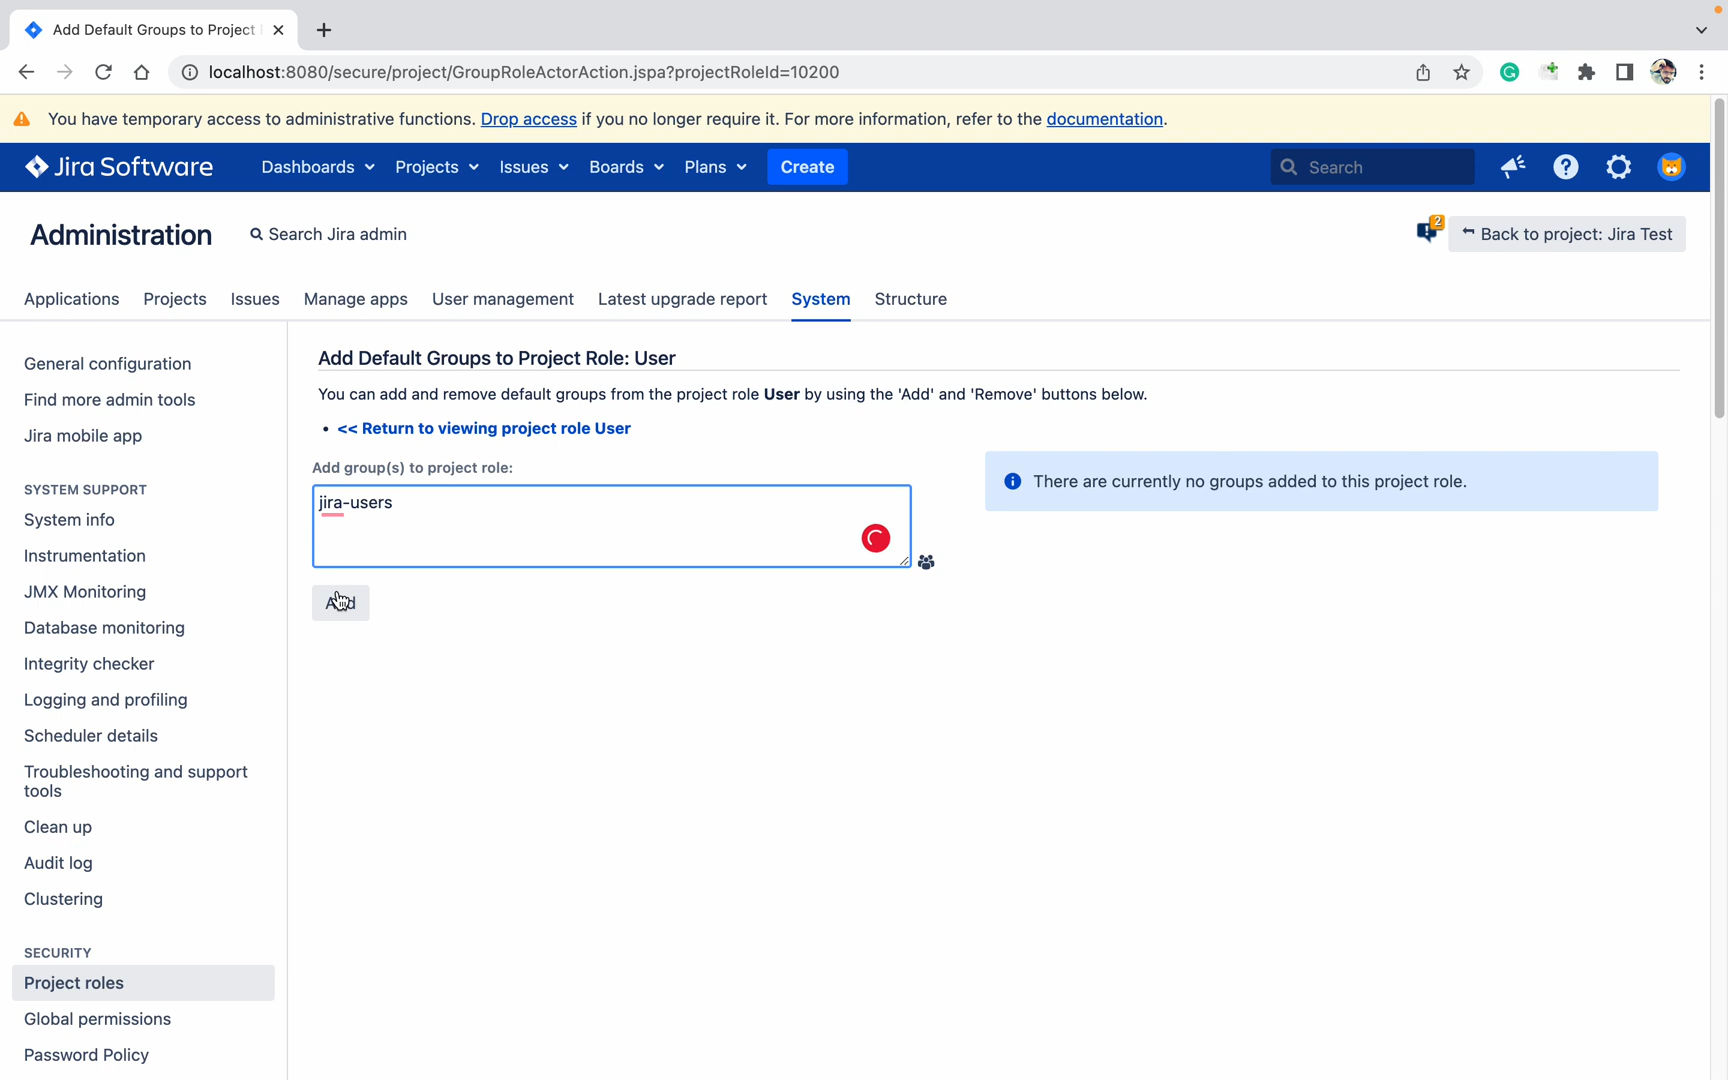 Add Default Groups to Project
localhost:8080/secure/project/GroupRoleActorAction.jspa?projectRoleId=10200
You have temporary access to administrative functions. Drop access if you no longer require it. For more information, refer to the documentation.
Jira Software
Dashboards
Projects
Issues
Boards
Plans
Create
Search
Administration
Search Jira admin
2
Back to project: Jira Test
Applications
Projects
Issues
Manage apps
User management
Latest upgrade report
System
Structure
General configuration
Find more admin tools
Jira mobile app
SYSTEM SUPPORT
System info
Instrumentation
JMX Monitoring
Database monitoring
Integrity checker
Logging and profiling
Scheduler details
Troubleshooting and support
tools
Clean up
Audit log
Clustering
SECURITY
Project roles
Global permissions
Password Policy
Add Default Groups to Project Role: User
You can add and remove default groups from the project role User by using the 'Add' and 'Remove' buttons below.
• << Return to viewing project role User
Add group(s) to project role:
jira-users
Add
There are currently no groups added to this project role.